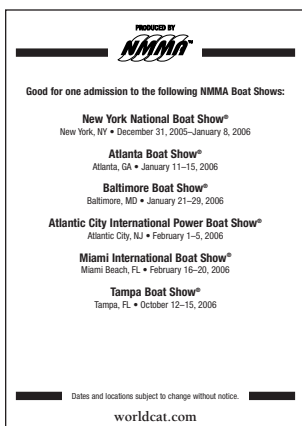 PRODUCED BY
NMMA
Good for one admission to the following NMMA Boat Shows:
New York National Boat Show®
New York, NY • December 31, 2005–January 8, 2006
Atlanta Boat Show®
Atlanta, GA • January 11–15, 2006
Baltimore Boat Show®
Baltimore, MD • January 21–29, 2006
Atlantic City International Power Boat Show®
Atlantic City, NJ • February 1–5, 2006
Miami International Boat Show®
Miami Beach, FL • February 16–20, 2006
Tampa Boat Show®
Tampa, FL • October 12–15, 2006
Dates and locations subject to change without notice.
worldcat.com